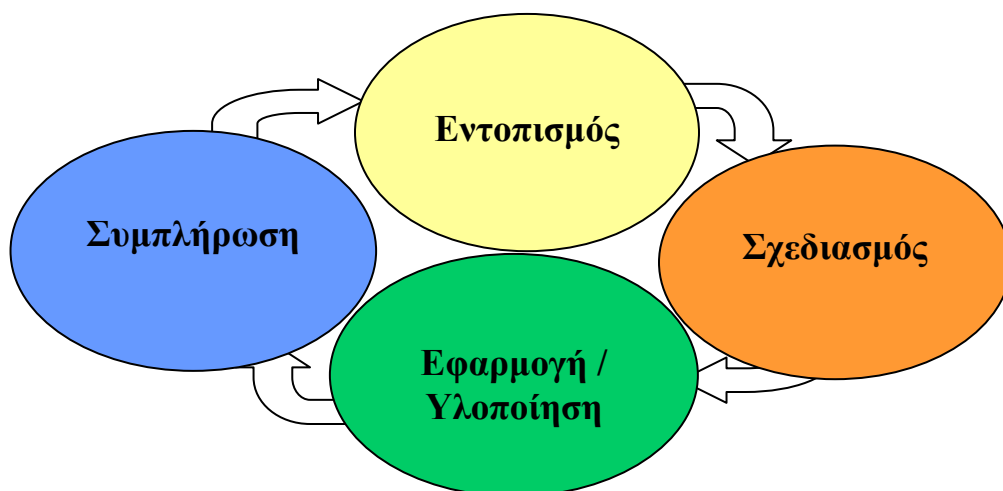 Εντοπισμός
Σχεδιασμός
Εφαρμογή /
Υλοποίηση
Συμπλήρωση